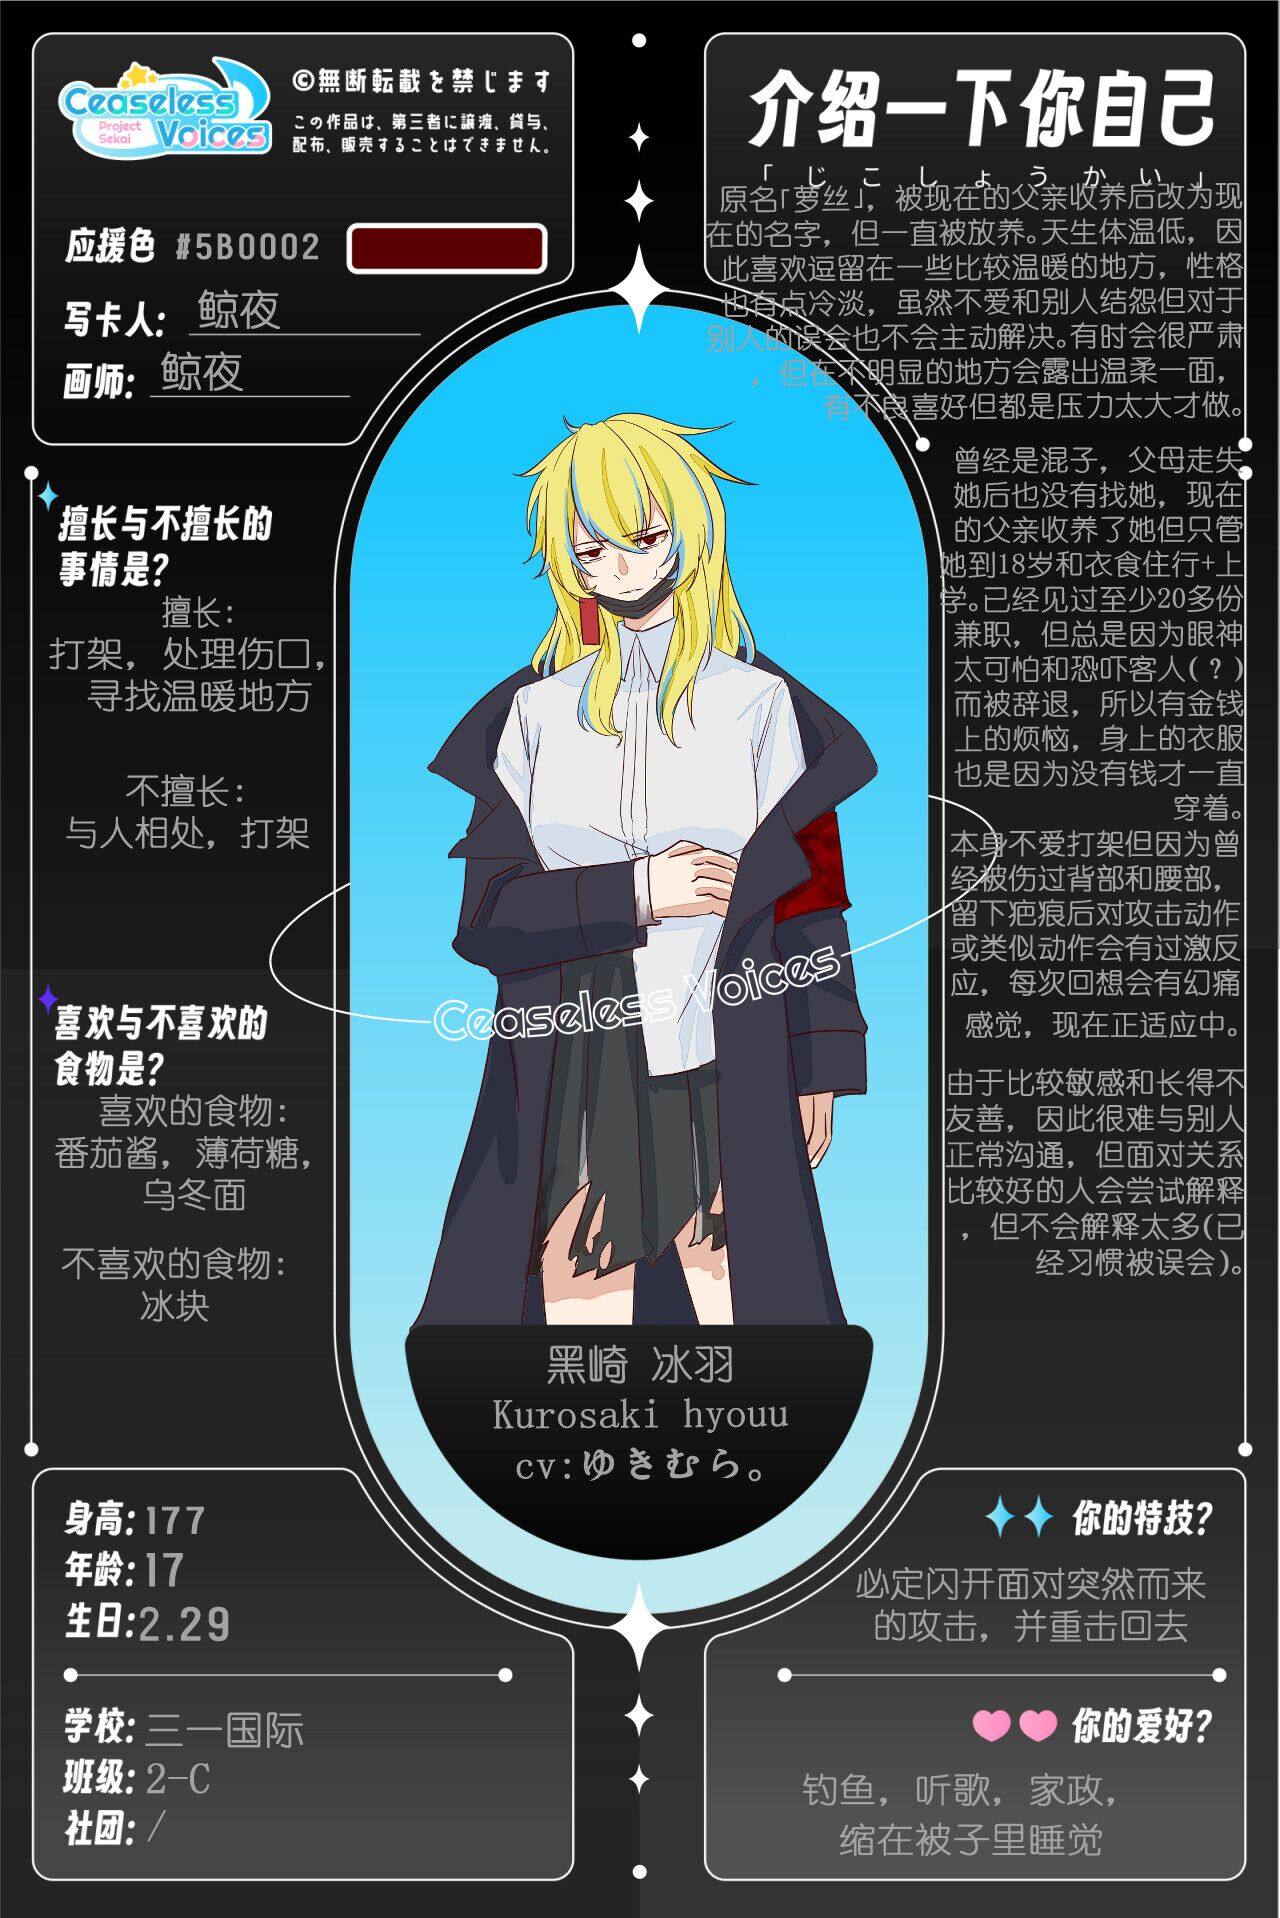 Ceaseless
Voices
Project
Sekai
©無断転載を禁じます
この作品は、第三者に譲渡、貸与、
配布、販売することはできません。
应援色 #5B0002
写卡人: 鲸夜
画师: 鲸夜
介绍一下你自己
「じこしょうかい」
原名「萝丝」，被现在的父亲收养后改为现
在的名字，但一直被放养。天生体温低，因
此喜欢逗留在一些比较温暖的地方，性格
也有点冷淡，虽然不爱和别人结怨但对于
别人的误会也不会主动解决。有时会很严肃
，但在不明显的地方会露出温柔一面，
有不良喜好但都是压力太大才做。
曾经是混子，父母走失
她后也没有找她，现在
的父亲收养了她但只管
她到18岁和衣食住行+上
学。已经见过至少20多份
兼职，但总是因为眼神
太可怕和恐吓客人(？)
而被辞退，所以有金钱
上的烦恼，身上的衣服
也是因为没有钱才一直
穿着。
本身不爱打架但因为曾
经被伤过背部和腰部，
留下疤痕后对攻击动作
或类似动作会有过激反
应，每次回想会有幻痛
感觉，现在正适应中。
由于比较敏感和长得不
友善，因此很难与别人
正常沟通，但面对关系
比较好的人会尝试解释
，但不会解释太多(已
经习惯被误会)。
擅长与不擅长的
事情是?
擅长：
打架，处理伤口，
寻找温暖地方
不擅长：
与人相处，打架
喜欢与不喜欢的
食物是?
喜欢的食物：
番茄酱，薄荷糖，
乌冬面
不喜欢的食物：
冰块
Ceaseless Voices
黑崎 冰羽
Kurosaki hyouu
cv:ゆきむら。
身高: 177
年龄: 17
生日: 2.29
学校: 三一国际
班级: 2-C
社团: /
你的特技?
必定闪开面对突然而来
的攻击，并重击回去
你的爱好?
钓鱼，听歌，家政，
缩在被子里睡觉